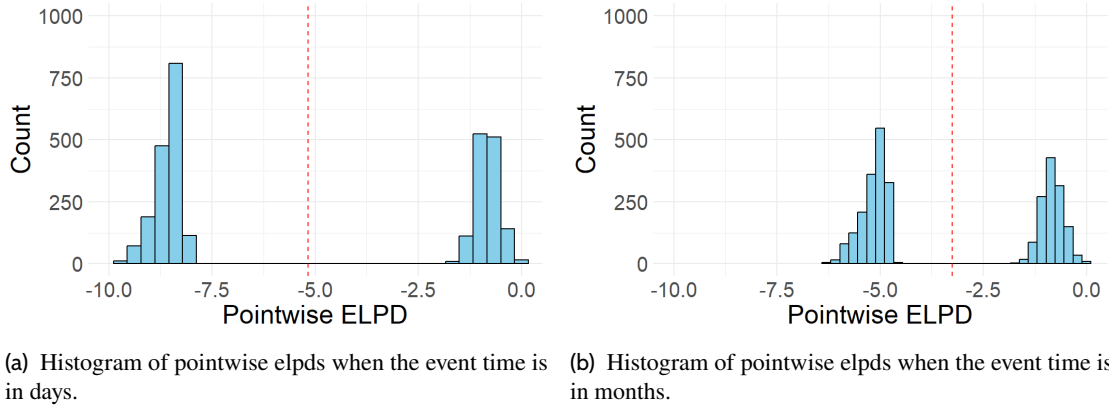 1000
750
500
250
0
Count
-10.0 -7.5 -5.0 -2.5 0.0
Pointwise ELPD
1000
750
500
250
0
Count
-10.0 -7.5 -5.0 -2.5 0.0
Pointwise ELPD
(a) Histogram of pointwise elpds when the event time is
in days.
(b) Histogram of pointwise elpds when the event time is
in months.